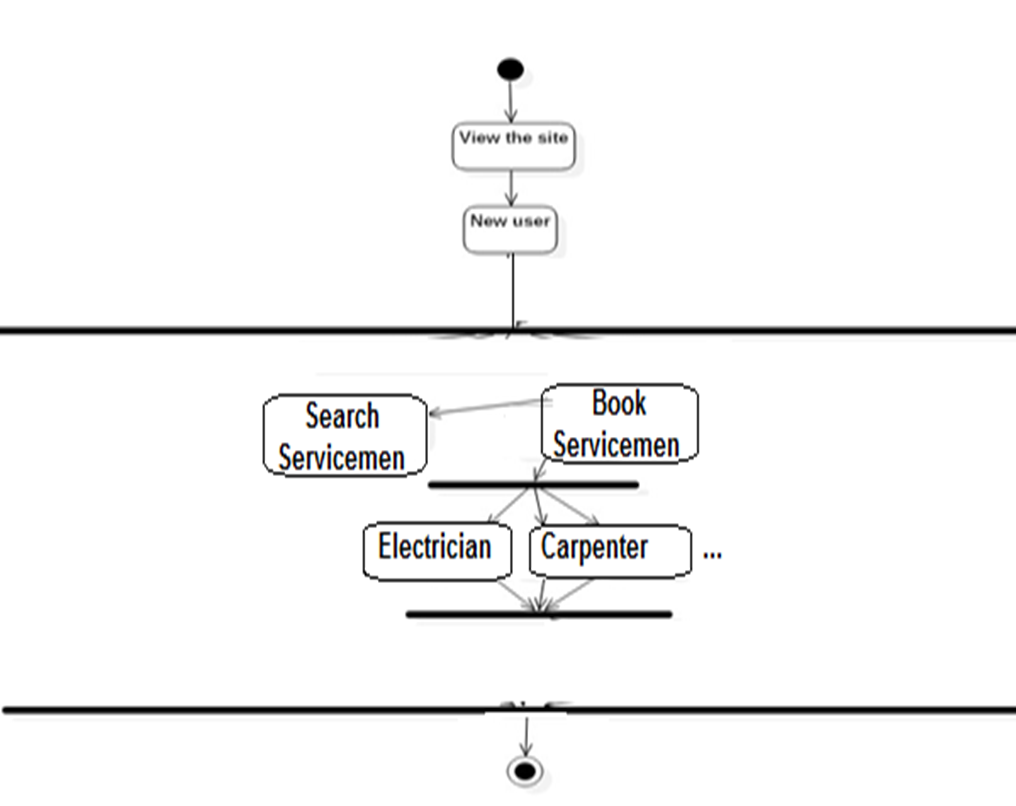 View the site
New user
Search
Servicemen
Book
Servicemen
Electrician
Carpenter
...